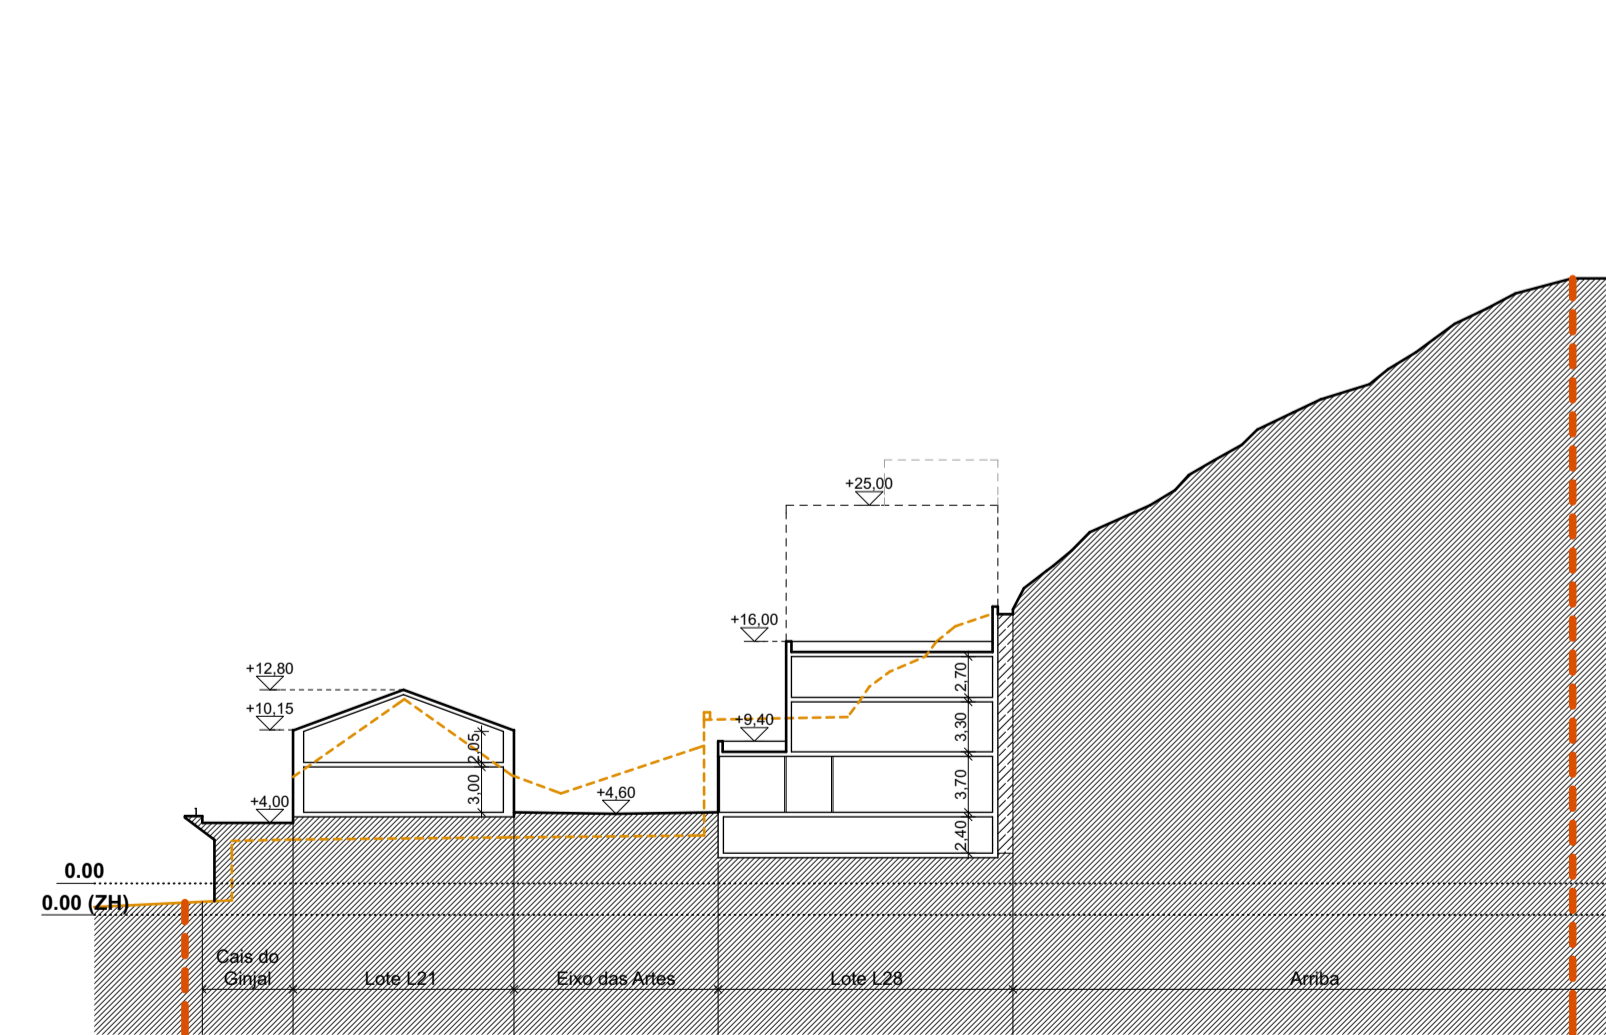 +25,00
+16,00
+12,80
+10,15
+9,40
2,70
3,30
2,05
3,00
3,70
+4,00
+4,60
2,40
0.00
0.00 (ZH)
Cais do
Ginjal
Lote L21
Eixo das Artes
Lote L28
Arriba